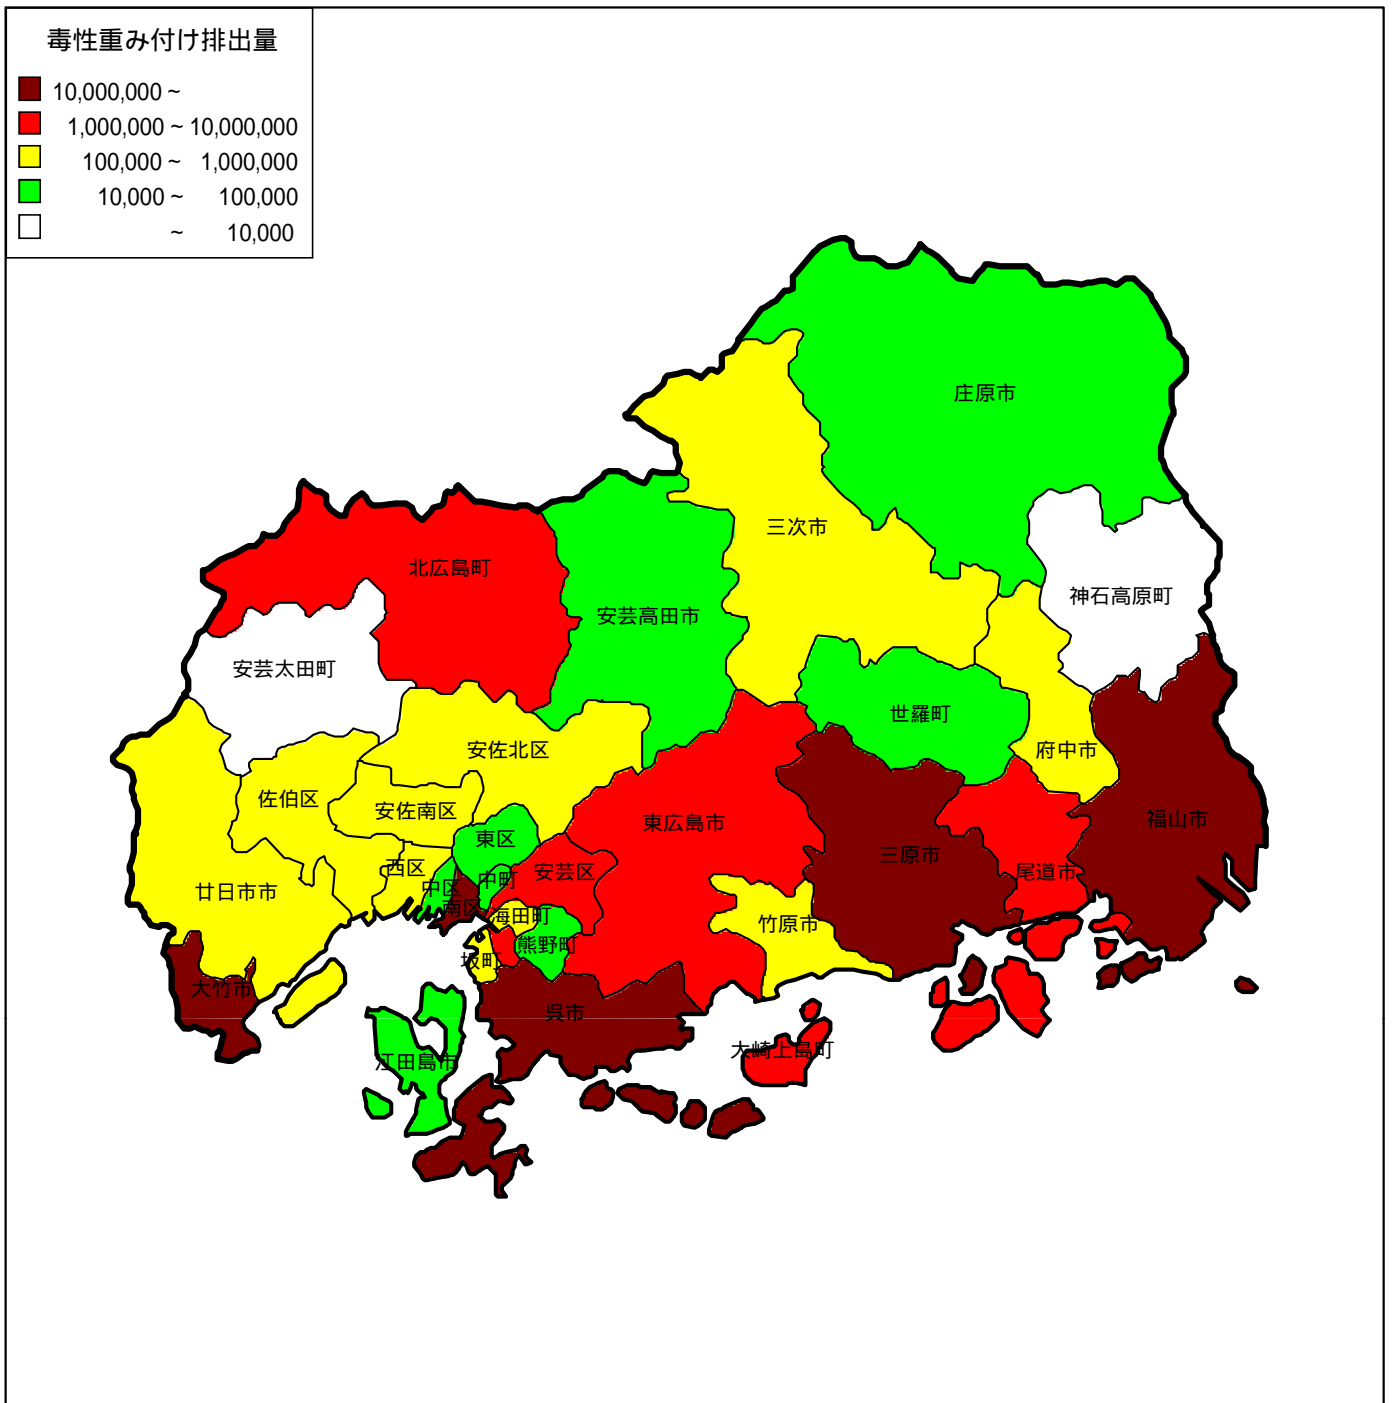 毒性重み付け排出量
10,000,000 ~
1,000,000 ~ 10,000,000
100,000 ~ 1,000,000
10,000 ~ 100,000
~ 10,000
庄原市
三次市
北広島町
神石高原町
安芸高田市
安芸太田町
世羅町
安佐北区
府中市
佐伯区
安佐南区
東広島市
福山市
東区
三原市
西区
安芸区
尾道市
中町
中区
廿日市市
南区
海田町
竹原市
熊野町
坂町
大竹市
呉市
大崎上島町
江田島市